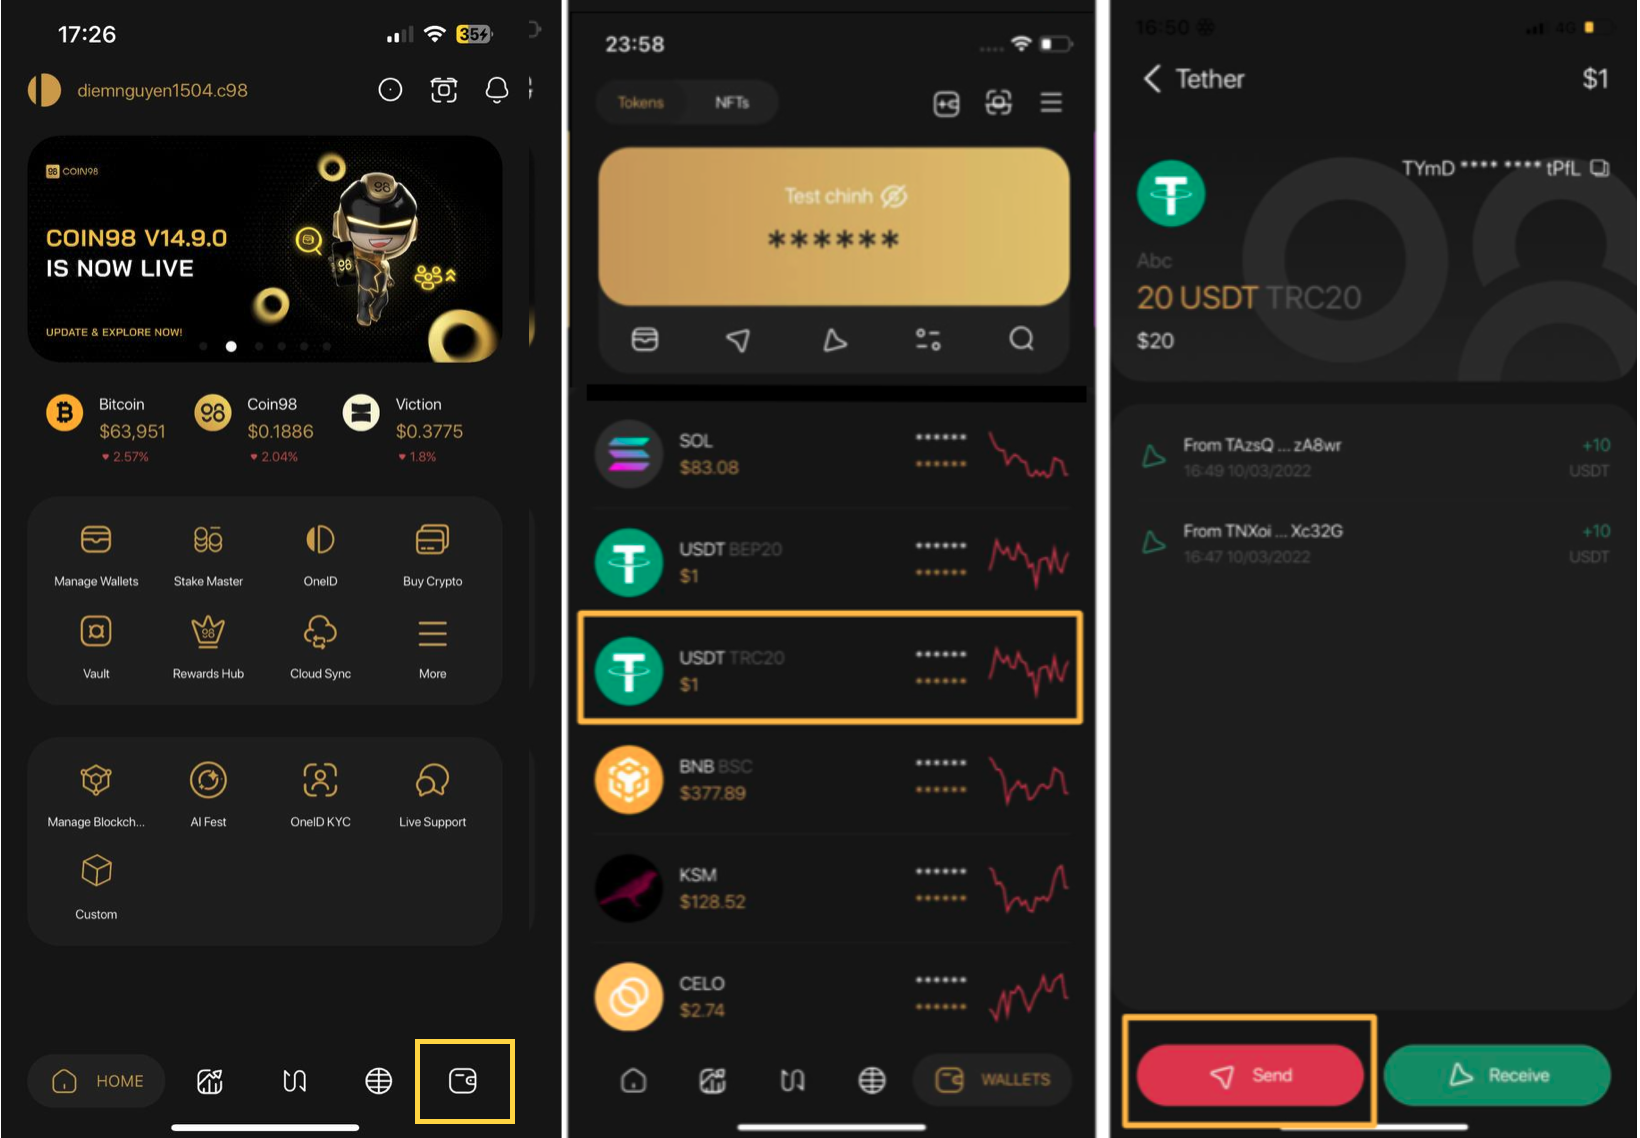 17:26
35
diemnguyen1504.c98
98 COIN98
COIN98 V14.9.0
IS NOW LIVE
UPDATE & EXPLORE NOW!
98
98
Bitcoin
$63,951
2.57%
98
Coin98
$0.1886
2.04%
Viction
$0.3775
1.8%
Manage Wallets
Stake Master
OneID
Buy Crypto
Vault
Rewards Hub
Cloud Sync
More
Manage Blockch...
AI Fest
OneID KYC
Live Support
Custom
HOME
23:58
Tokens
NFTs
Test chinh
******
SOL
$83.08
******
******
USDT BEP20
$1
******
******
USDT TRC20
$1
******
******
BNB BSC
$377.89
******
******
KSM
$128.52
******
******
CELO
$2.74
******
******
WALLETS
16:50
4G
Tether
$1
TYmD **** **** tPfL
Abc
20 USDT TRC20
$20
From TAzsQ ... zA8wr
+10
16:49 10/03/2022
USDT
From TNXoi ... Xc32G
+10
16:47 10/03/2022
USDT
Send
Receive